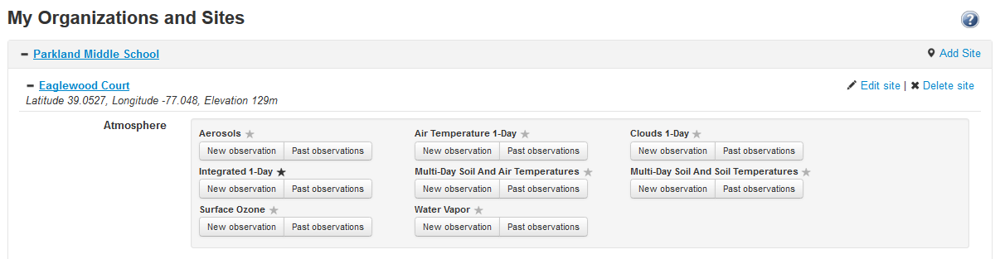 My Organizations and Sites
Parkland Middle School Add Site
Eaglewood Court Edit site | Delete site
Latitude 39.0527, Longitude -77.048, Elevation 129m
Atmosphere
Aerosols Air Temperature 1-Day Clouds 1-Day
New observation Past observations New observation Past observations New observation Past observations
Integrated 1-Day Multi-Day Soil And Air Temperatures Multi-Day Soil And Soil Temperatures
New observation Past observations New observation Past observations New observation Past observations
Surface Ozone Water Vapor
New observation Past observations New observation Past observations